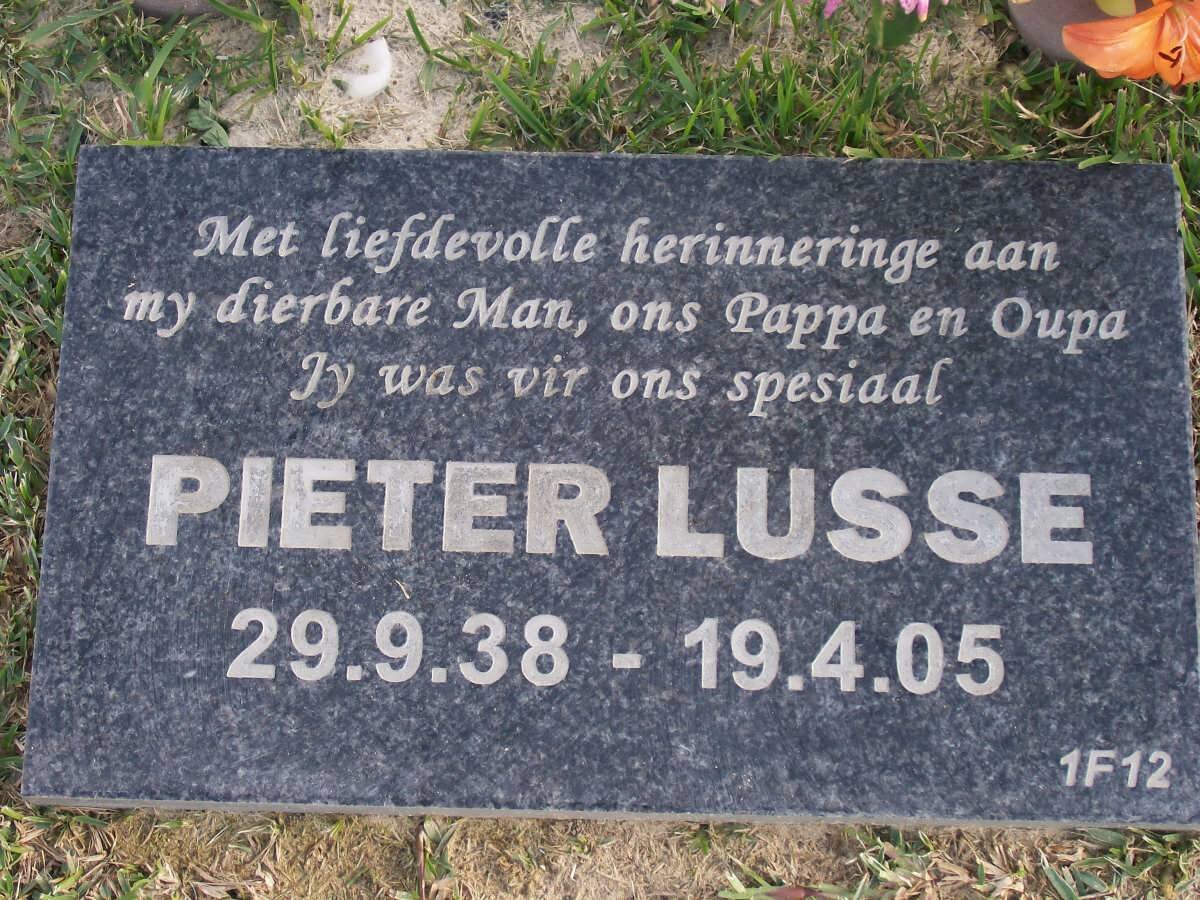 Met liefdevolle herinneringe aan
my dierbare Man, ons Pappa en Oupa
Jy was vir ons spesiaal
PIETER LUSSE
29.9.38 - 19.4.05
1F12